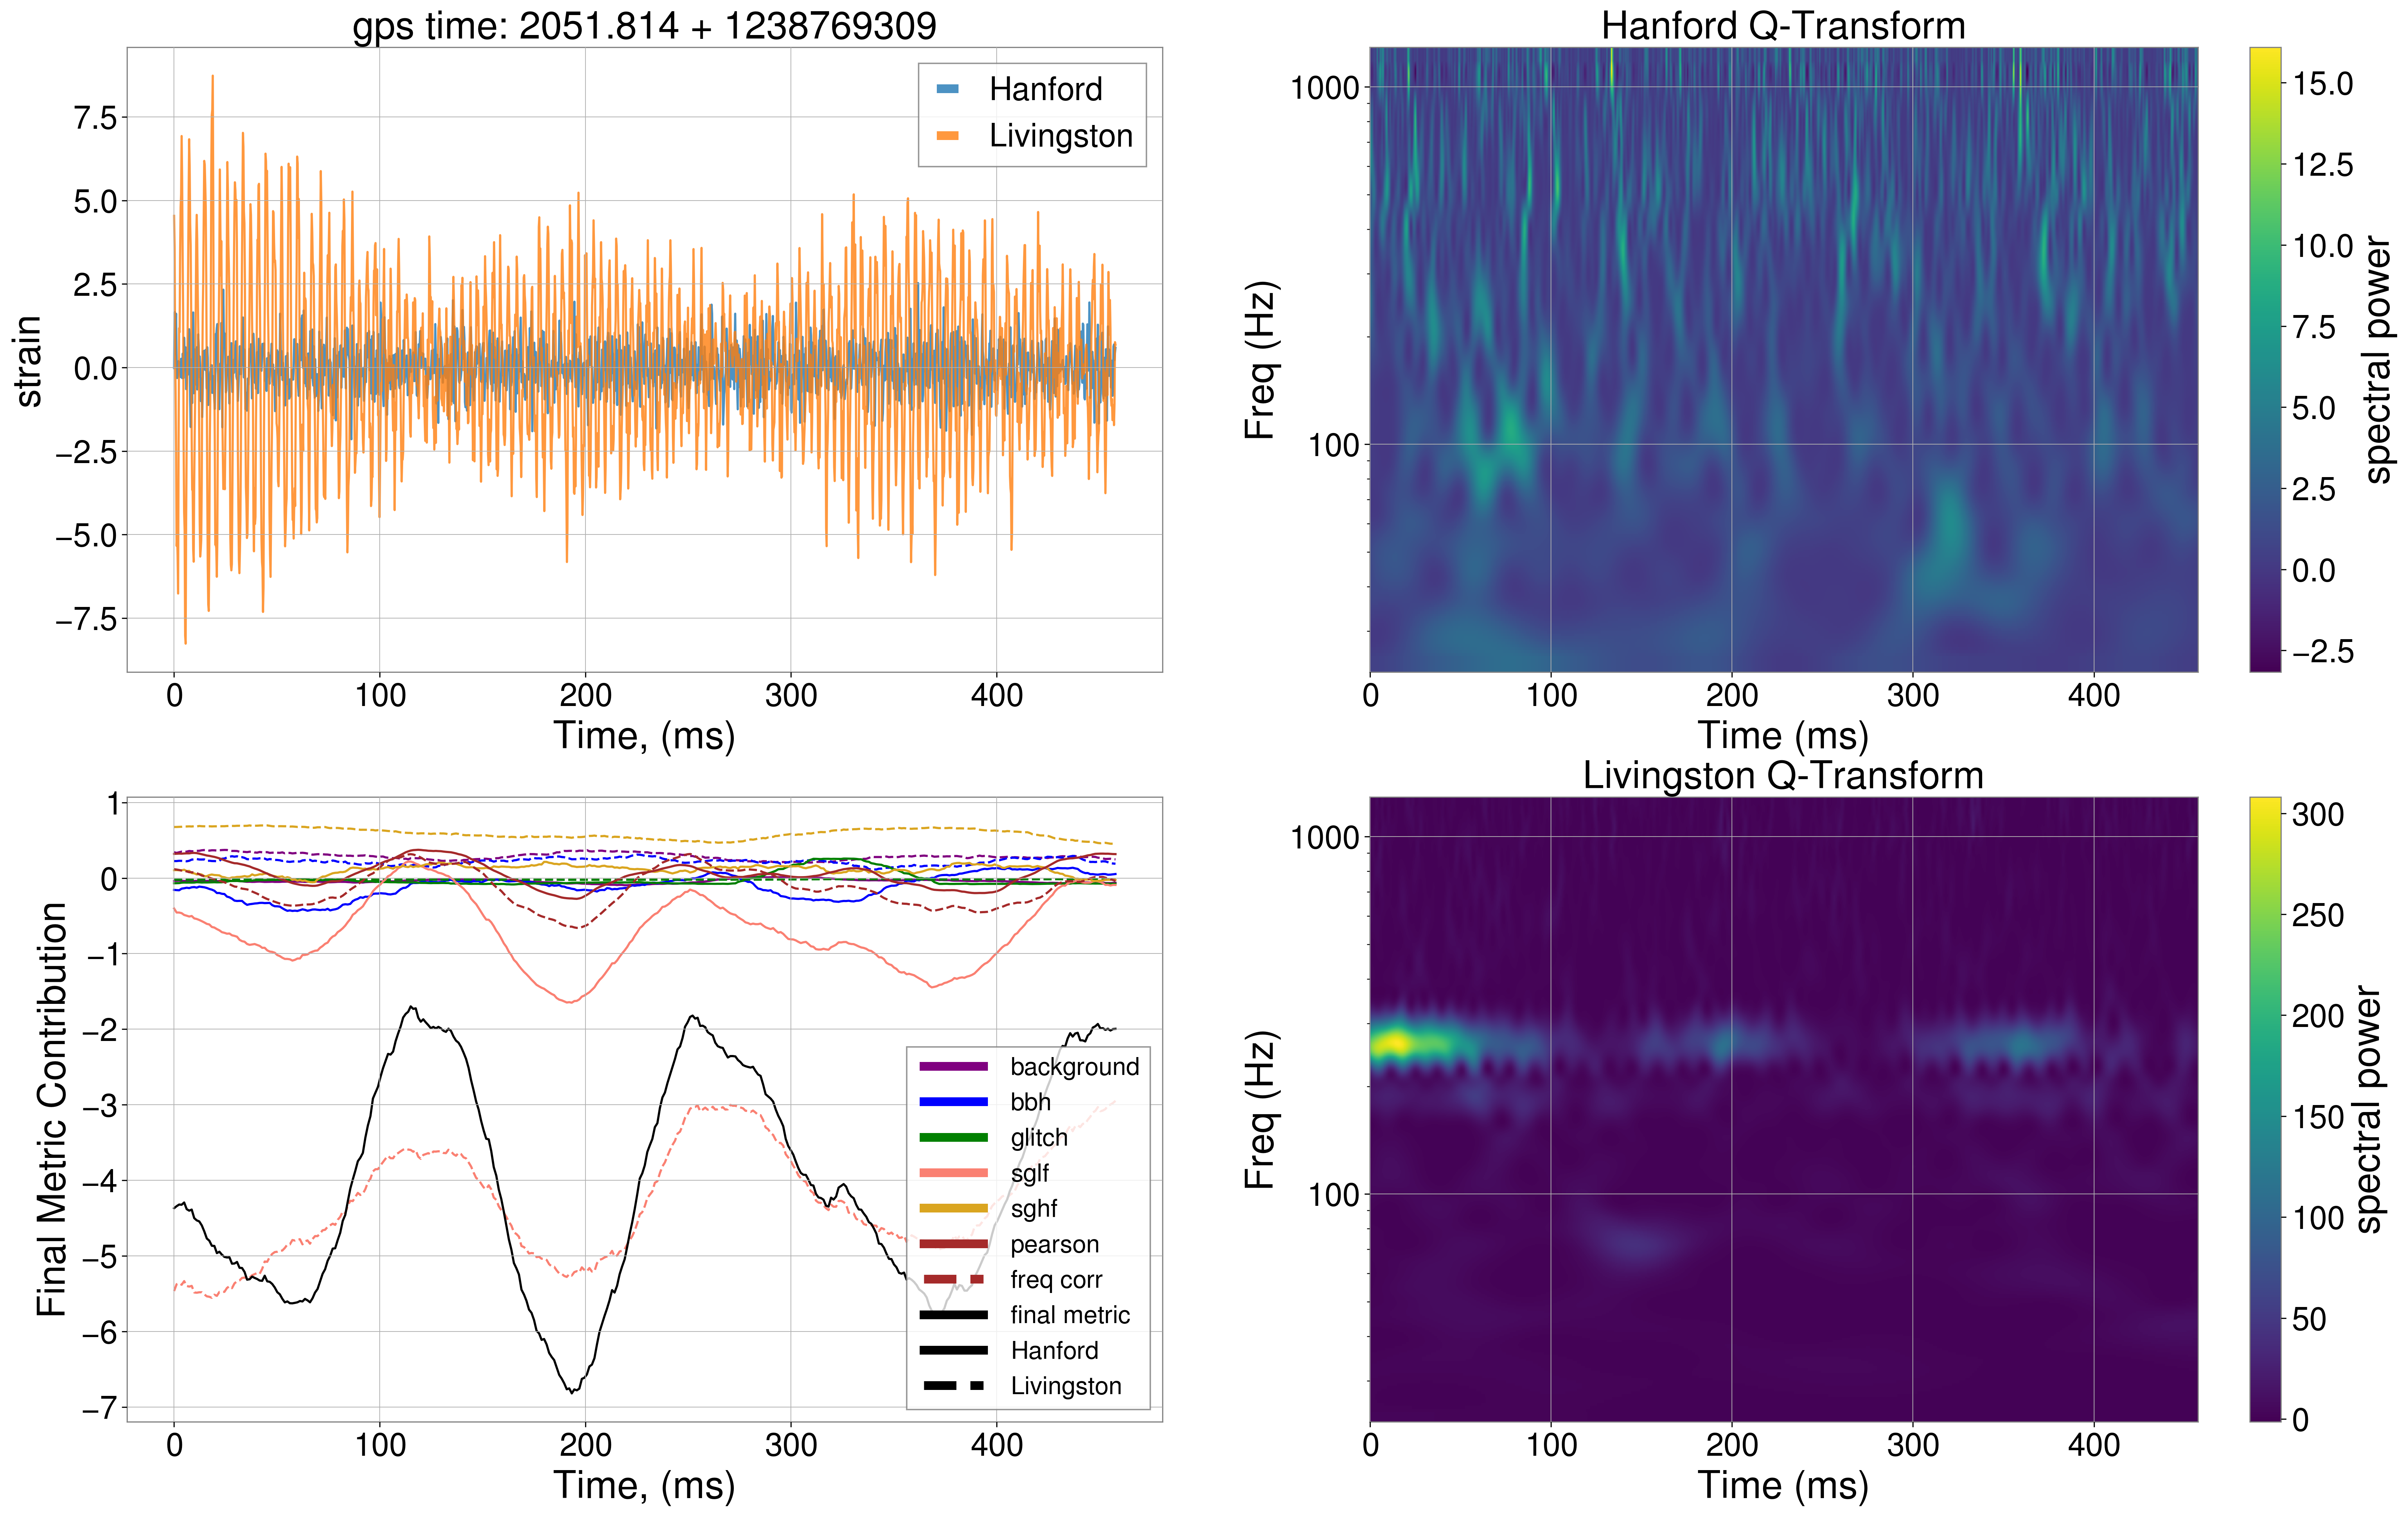 gps time: 2051.814 + 1238769309
strain
7.5
5.0
2.5
0.0
−2.5
−5.0
−7.5
Hanford
Livingston
0 100 200 300 400
Time, (ms)
Hanford Q-Transform
Freq (Hz)
1000
100
0 100 200 300 400
Time (ms)
15.0
12.5
10.0
7.5
5.0
2.5
0.0
−2.5
spectral power
Final Metric Contribution
1
0
−1
−2
−3
−4
−5
−6
−7
background
bbh
glitch
sglf
sghf
pearson
freq corr
final metric
Hanford
Livingston
0 100 200 300 400
Time, (ms)
Livingston Q-Transform
Freq (Hz)
1000
100
0 100 200 300 400
Time (ms)
300
250
200
150
100
50
0
spectral power